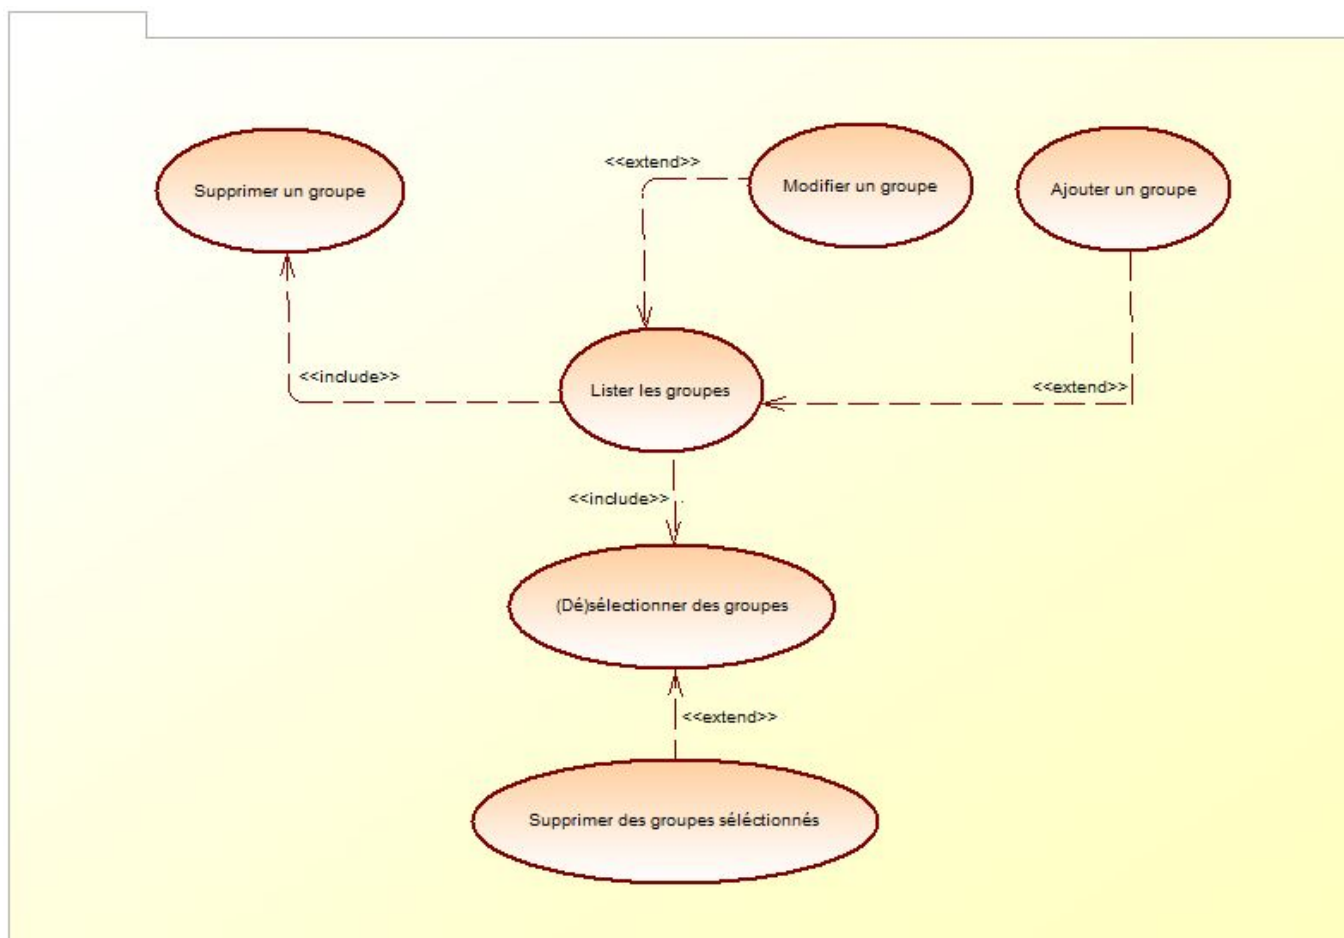 <<extend>>
Supprimer un groupe
Modifier un groupe
Ajouter un groupe
<<include>>
Lister les groupes
<<extend>>
<<include>>
(Dé)sélectionner des groupes
<<extend>>
Supprimer des groupes séléctionnés